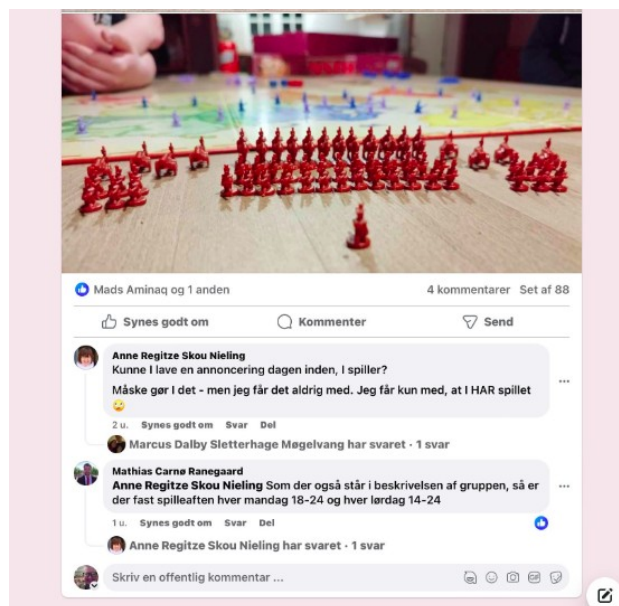 Mads Aminaq og 1 anden
4 kommentarer Set af 88
Synes godt om
Kommenter
Send
Anne Regitze Skou Nieling
Kunne I lave en annoncering dagen inden, I spiller?
Måske gør I det - men jeg får det aldrig med. Jeg får kun med, at I HAR spillet
🙄
2 u. Synes godt om Svar Del
Marcus Dalby Sletterhage Møgelvang har svaret · 1 svar
Mathias Carnø Ranegaard
Anne Regitze Skou Nieling Som der også står i beskrivelsen af gruppen, så er
der fast spilleaften hver mandag 18-24 og hver lørdag 14-24
1 u. Synes godt om Svar Del
Anne Regitze Skou Nieling har svaret · 1 svar
Skriv en offentlig kommentar ...
GIF